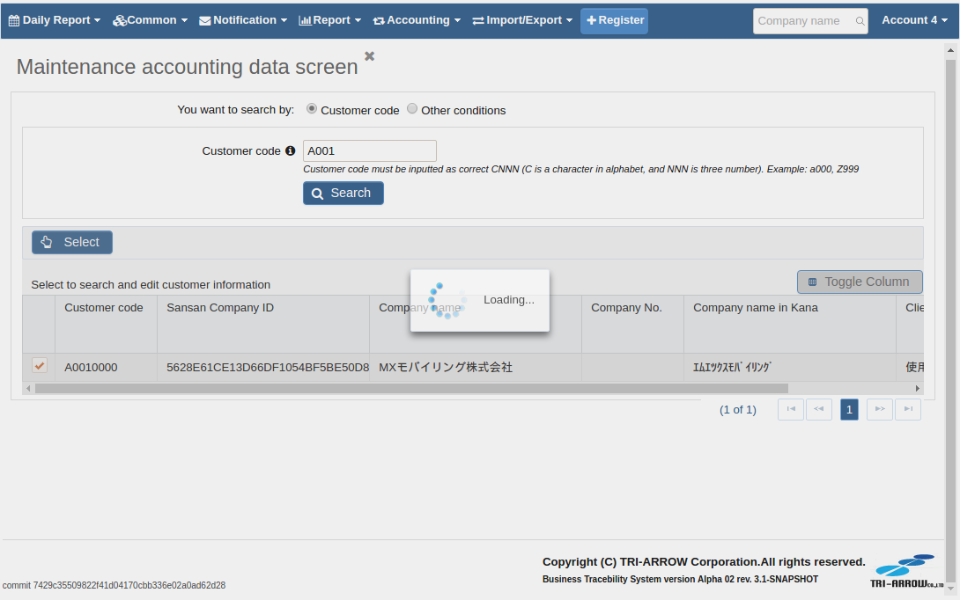 Daily Report Common Notification Report Accounting Import/Export Register Company name Account 4
Maintenance accounting data screen
You want to search by: Customer code Other conditions
Customer code A001
Customer code must be inputted as correct CNNN (C is a character in alphabet, and NNN is three number). Example: a000, Z999
Search
Select
Select to search and edit customer information Toggle Column
Loading...
Customer code Sansan Company ID Company name Company No. Company name in Kana Clie
A0010000 5628E61CE13D66DF1054BF5BE50D8 MXモバイリング株式会社 ｴﾑｴｯｸｽﾓﾊﾞｲﾘﾝｸﾞ 使用
(1 of 1) 1
Copyright (C) TRI-ARROW Corporation.All rights reserved.
Business Tracebility System version Alpha 02 rev. 3.1-SNAPSHOT
TRI-ARROW Co.,LTD
commit 7429c35509822f41d04170cbb336e02a0ad62d28